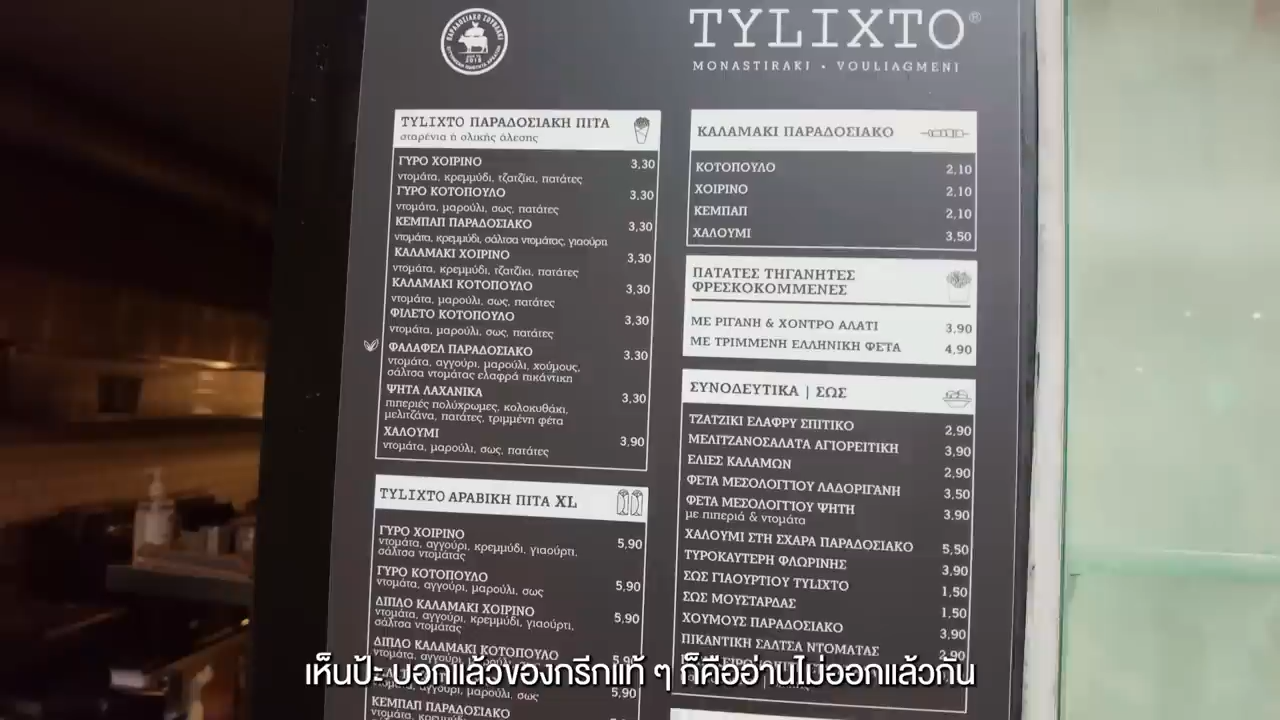 ΠΑΡΑΔΟΣΙΑΚΟ ΣΟΥΒΛΑΚΙ
2018
TYLIXTO®
MONASTIRAKI • VOULIAGMENI
TYLIXTO ΠΑΡΑΔΟΣΙΑΚΗ ΠΙΤΑ
σταρένια ή ολικής άλεσης
ΓΥΡΟ ΧΟΙΡΙΝΟ 3,30
ντομάτα, κρεμμύδι, τζατζίκι, πατάτες
ΓΥΡΟ ΚΟΤΟΠΟΥΛΟ 3,30
ντομάτα, μαρούλι, σως, πατάτες
ΚΕΜΠΑΠ ΠΑΡΑΔΟΣΙΑΚΟ 3,30
ντομάτα, κρεμμύδι, σάλτσα ντομάτας, γιαούρτι
ΚΑΛΑΜΑΚΙ ΧΟΙΡΙΝΟ 3,30
ντομάτα, κρεμμύδι, τζατζίκι, πατάτες
ΚΑΛΑΜΑΚΙ ΚΟΤΟΠΟΥΛΟ 3,30
ντομάτα, μαρούλι, σως, πατάτες
ΦΙΛΕΤΟ ΚΟΤΟΠΟΥΛΟ 3,30
ντομάτα, μαρούλι, σως, πατάτες
ΦΑΛΑΦΕΛ ΠΑΡΑΔΟΣΙΑΚΟ 3,30
ντομάτα, αγγούρι, μαρούλι, χούμους,
σάλτσα ντομάτας ελαφρά πικάντικη
ΨΗΤΑ ΛΑΧΑΝΙΚΑ 3,30
πιπεριές πολύχρωμες, κολοκυθάκι,
μελιτζάνα, πατάτες, τριμμένη φέτα
ΧΑΛΟΥΜΙ 3,90
ντομάτα, μαρούλι, σως, πατάτες
TYLIXTO ΑΡΑΒΙΚΗ ΠΙΤΑ XL
ΓΥΡΟ ΧΟΙΡΙΝΟ 5,90
ντομάτα, αγγούρι, κρεμμύδι, γιαούρτι,
σάλτσα ντομάτας
ΓΥΡΟ ΚΟΤΟΠΟΥΛΟ 5,90
ντομάτα, αγγούρι, μαρούλι, σως
ΔΙΠΛΟ ΚΑΛΑΜΑΚΙ ΧΟΙΡΙΝΟ 5,90
ντομάτα, αγγούρι, κρεμμύδι, γιαούρτι,
σάλτσα ντομάτας
ΔΙΠΛΟ ΚΑΛΑΜΑΚΙ ΚΟΤΟΠΟΥΛΟ
αγγούρι, μαρούλι, σως 5,90
ΚΕΜΠΑΠ ΠΑΡΑΔΟΣΙΑΚΟ
ΚΑΛΑΜΑΚΙ ΠΑΡΑΔΟΣΙΑΚΟ
ΚΟΤΟΠΟΥΛΟ 2,10
ΧΟΙΡΙΝΟ 2,10
ΚΕΜΠΑΠ 2,10
ΧΑΛΟΥΜΙ 3,50
ΠΑΤΑΤΕΣ ΤΗΓΑΝΗΤΕΣ
ΦΡΕΣΚΟΚΟΜΜΕΝΕΣ
ΜΕ ΡΙΓΑΝΗ & ΧΟΝΤΡΟ ΑΛΑΤΙ 3,90
ΜΕ ΤΡΙΜΜΕΝΗ ΕΛΛΗΝΙΚΗ ΦΕΤΑ 4,90
ΣΥΝΟΔΕΥΤΙΚΑ | ΣΩΣ
ΤΖΑΤΖΙΚΙ ΕΛΑΦΡΥ ΣΠΙΤΙΚΟ 2,90
ΜΕΛΙΤΖΑΝΟΣΑΛΑΤΑ ΑΓΙΟΡΕΙΤΙΚΗ 3,90
ΕΛΙΕΣ ΚΑΛΑΜΩΝ 2,90
ΦΕΤΑ ΜΕΣΟΛΟΓΓΙΟΥ ΛΑΔΟΡΙΓΑΝΗ 3,50
ΦΕΤΑ ΜΕΣΟΛΟΓΓΙΟΥ ΨΗΤΗ 3,90
με πιπεριά & ντομάτα
ΧΑΛΟΥΜΙ ΣΤΗ ΣΧΑΡΑ ΠΑΡΑΔΟΣΙΑΚΟ 5,50
ΤΥΡΟΚΑΥΤΕΡΗ ΦΛΩΡΙΝΗΣ 3,90
ΣΩΣ ΓΙΑΟΥΡΤΙΟΥ TYLIXTO 1,50
ΣΩΣ ΜΟΥΣΤΑΡΔΑΣ 1,50
ΧΟΥΜΟΥΣ ΠΑΡΑΔΟΣΙΑΚΟ 3,90
ΠΙΚΑΝΤΙΚΗ ΣΑΛΤΣΑ ΝΤΟΜΑΤΑΣ 2,90
เห็นป้ะ บอกแล้วของกรีกแท้ ๆ ก็คืออ่านไม่ออกแล้วกัน